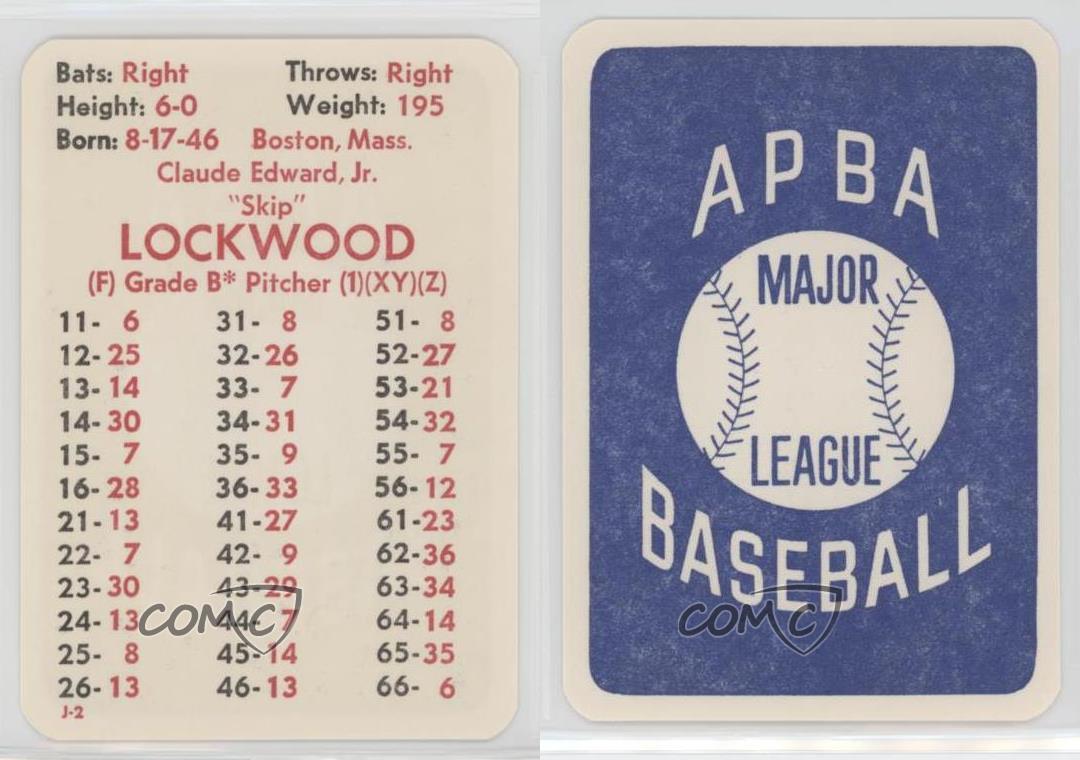 Bats: Right Throws: Right
Height: 6-0 Weight: 195
Born: 8-17-46 Boston, Mass.
Claude Edward, Jr.
"Skip"
LOCKWOOD
(F) Grade B* Pitcher (1)(XY)(Z)
11- 6 31- 8 51- 8
12-25 32-26 52-27
13-14 33- 7 53-21
14-30 34-31 54-32
15- 7 35- 9 55- 7
16-28 36-33 56-12
21-13 41-27 61-23
22- 7 42- 9 62-36
23-30 43-29 63-34
24-13 44- 7 64-14
25- 8 45-14 65-35
26-13 46-13 66- 6
J-2
COMC
APBA
MAJOR
LEAGUE
BASEBALL
COMC